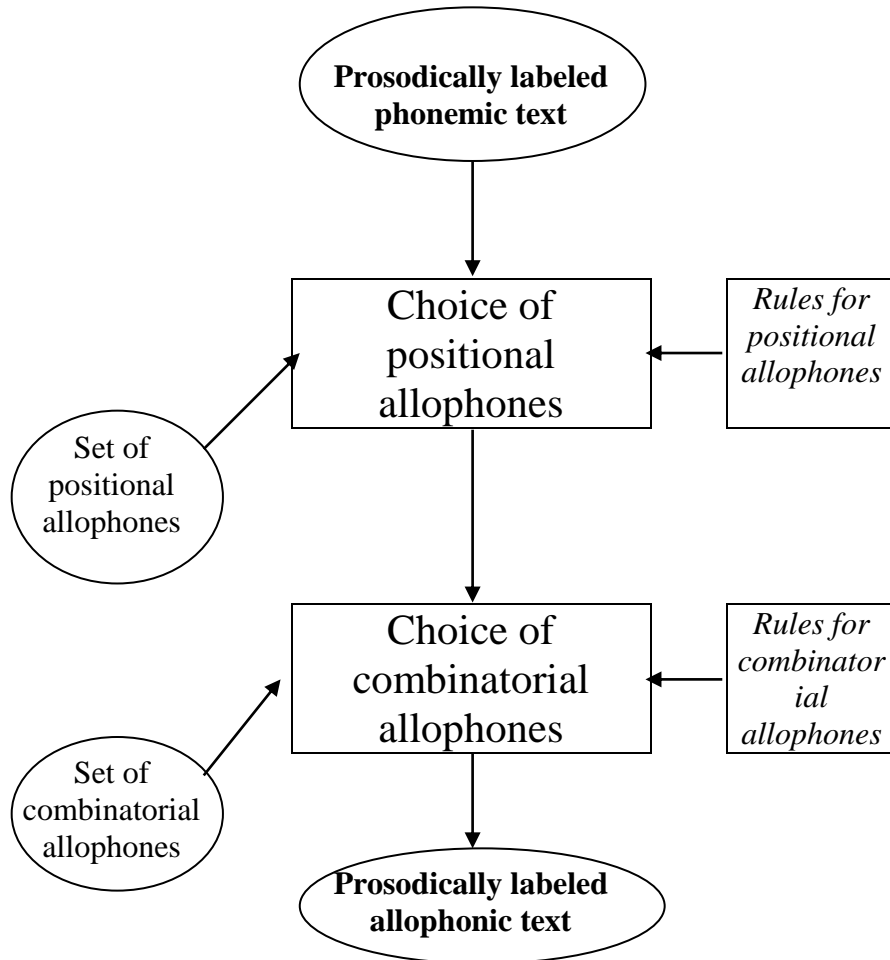 Prosodically labeled
phonemic text
Choice of
positional
allophones
Rules for
positional
allophones
Set of
positional
allophones
Choice of
combinatorial
allophones
Rules for
combinator
ial
allophones
Set of
combinatorial
allophones
Prosodically labeled
allophonic text